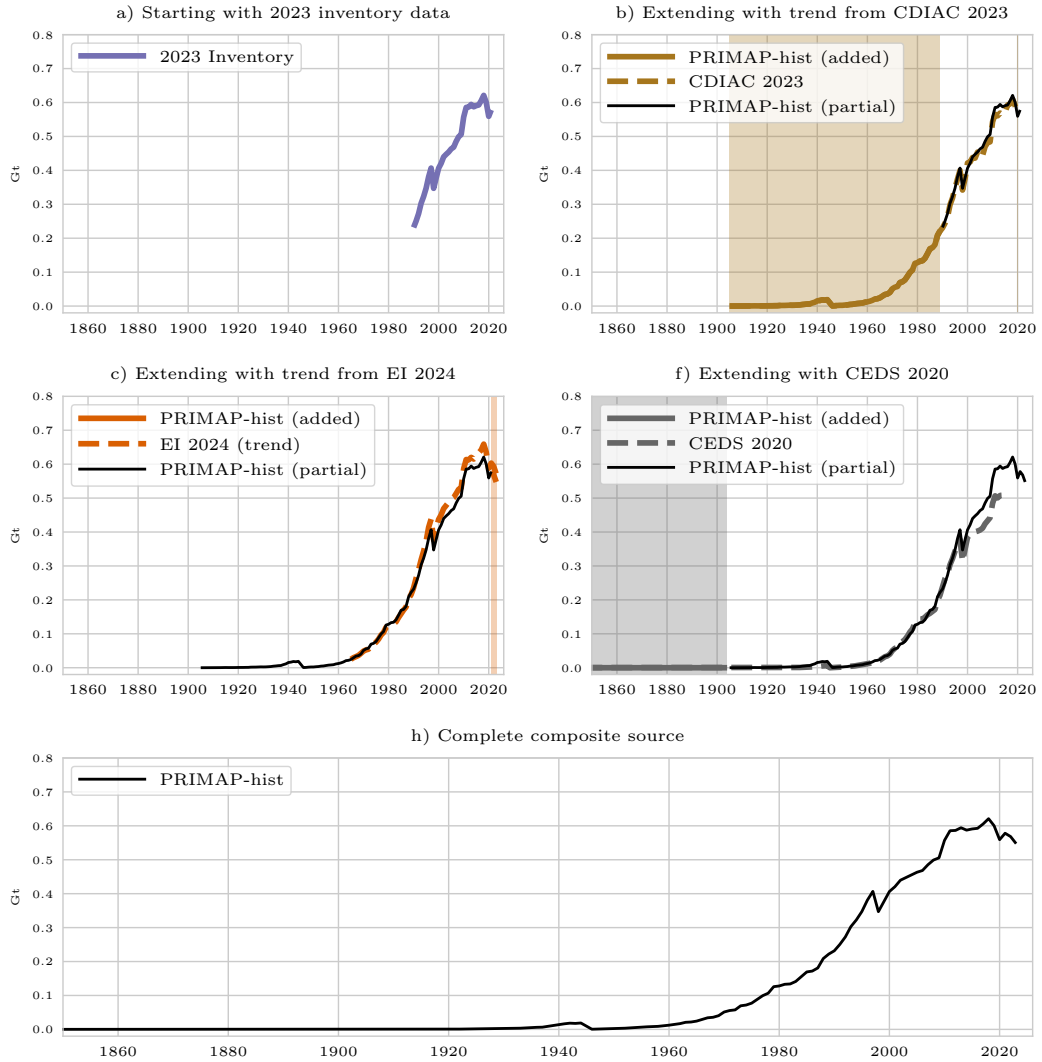 a) Starting with 2023 inventory data
0.8
0.7
0.6
0.5
0.4
0.3
0.2
0.1
0.0
Gt
2023 Inventory
1860 1880 1900 1920 1940 1960 1980 2000 2020
b) Extending with trend from CDIAC 2023
0.8
0.7
0.6
0.5
0.4
0.3
0.2
0.1
0.0
Gt
PRIMAP-hist (added)
CDIAC 2023
PRIMAP-hist (partial)
1860 1880 1900 1920 1940 1960 1980 2000 2020
c) Extending with trend from EI 2024
0.8
0.7
0.6
0.5
0.4
0.3
0.2
0.1
0.0
Gt
PRIMAP-hist (added)
EI 2024 (trend)
PRIMAP-hist (partial)
1860 1880 1900 1920 1940 1960 1980 2000 2020
f) Extending with CEDS 2020
0.8
0.7
0.6
0.5
0.4
0.3
0.2
0.1
0.0
Gt
PRIMAP-hist (added)
CEDS 2020
PRIMAP-hist (partial)
1860 1880 1900 1920 1940 1960 1980 2000 2020
h) Complete composite source
0.8
0.7
0.6
0.5
0.4
0.3
0.2
0.1
0.0
Gt
PRIMAP-hist
1860 1880 1900 1920 1940 1960 1980 2000 2020